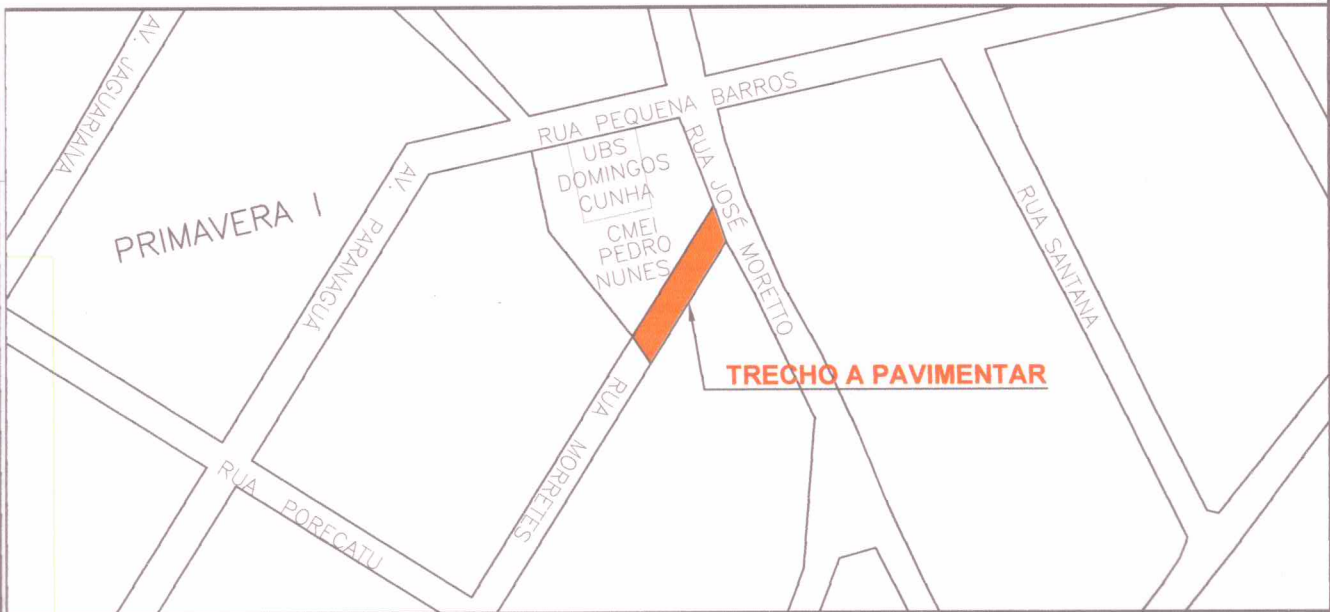 AV. JAGUARIAIVA
PRIMAVERA I
AV. PARANAGUÁ
RUA PEQUENA BARROS
UBS
DOMINGOS
CUNHA
CMEI
PEDRO
NUNES
RUA JOSÉ MORETTO
RUA SANTANA
TRECHO A PAVIMENTAR
RUA MORRETES
RUA PORECATU